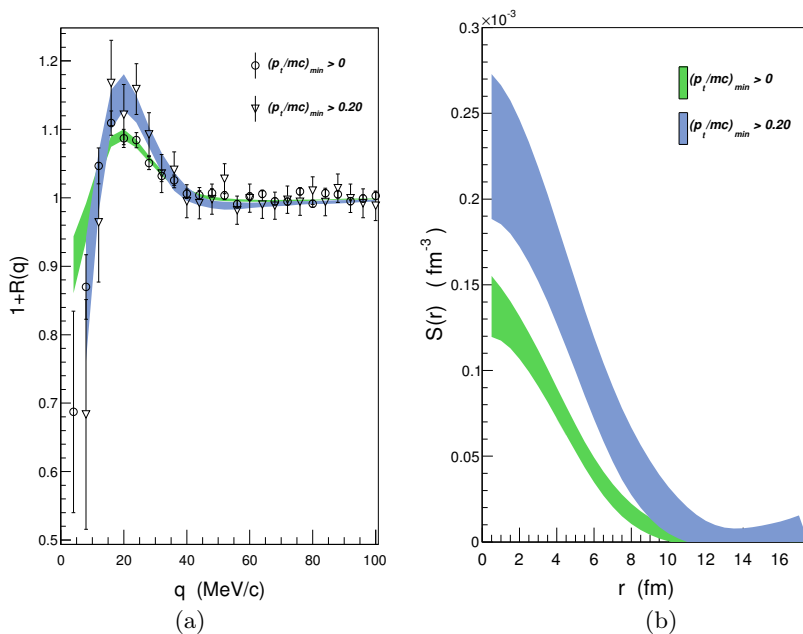 1+R(q)
1.2
1.1
1
0.9
0.8
0.7
0.6
0.5
0 20 40 60 80 100
q (MeV/c)
(p_t/mc)_min > 0
(p_t/mc)_min > 0.20
(a)
×10^-3
S(r) (fm^-3)
0.3
0.25
0.2
0.15
0.1
0.05
0
0 2 4 6 8 10 12 14 16
r (fm)
(p_t/mc)_min > 0
(p_t/mc)_min > 0.20
(b)